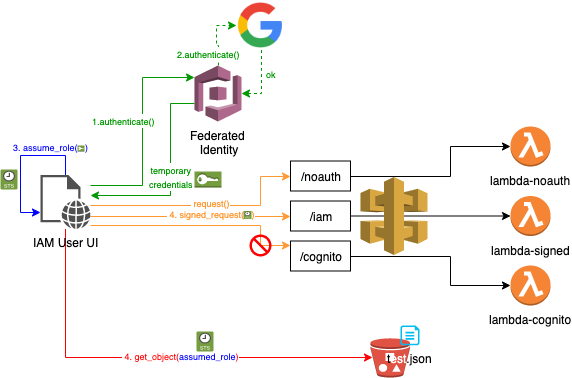 2.authenticate()
ok
1.authenticate()
Federated
Identity
3. assume_role(
)
STS
temporary
credentials
request()
4. signed_request(
)
IAM User UI
/noauth
/iam
/cognito
lambda-noauth
lambda-signed
lambda-cognito
STS
4. get_object(assumed_role)
test.json